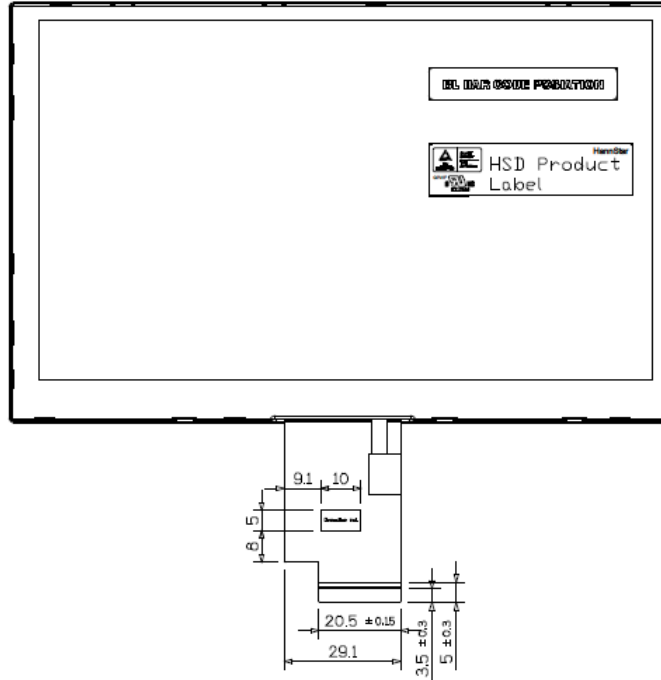 BL BAR CODE POSITION
HannStar
HSD Product
Label
9.1
10
5
8
20.5 ±0.15
29.1
3.5 ±0.3
5 ±0.3